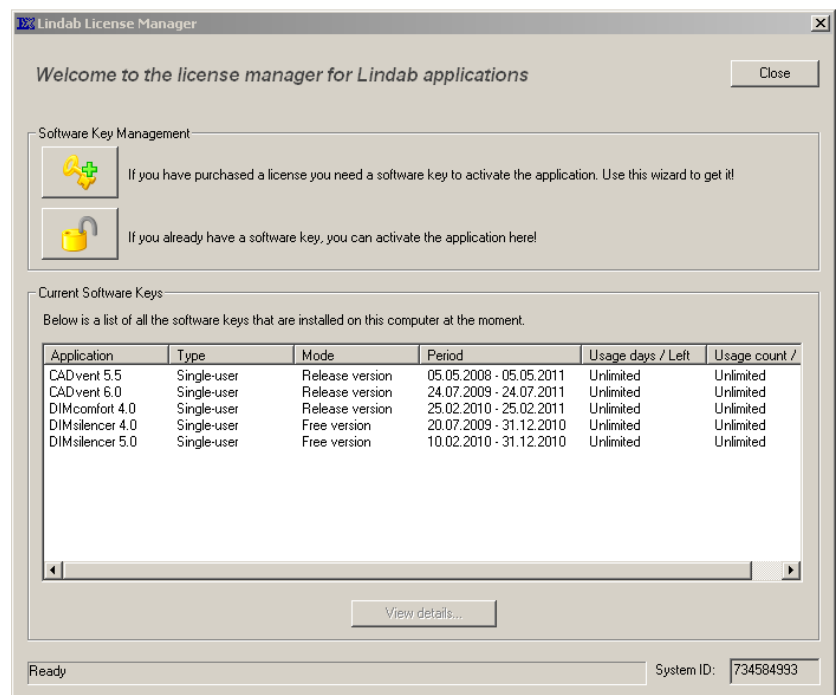 Lindab License Manager
Welcome to the license manager for Lindab applications
Close
Software Key Management
If you have purchased a license you need a software key to activate the application. Use this wizard to get it!
If you already have a software key, you can activate the application here!
Current Software Keys
Below is a list of all the software keys that are installed on this computer at the moment.
Application Type Mode Period Usage days / Left Usage count /
CADvent 5.5 Single-user Release version 05.05.2008 - 05.05.2011 Unlimited Unlimited
CADvent 6.0 Single-user Release version 24.07.2009 - 24.07.2011 Unlimited Unlimited
DIMcomfort 4.0 Single-user Release version 25.02.2010 - 25.02.2011 Unlimited Unlimited
DIMsilencer 4.0 Single-user Free version 20.07.2009 - 31.12.2010 Unlimited Unlimited
DIMsilencer 5.0 Single-user Free version 10.02.2010 - 31.12.2010 Unlimited Unlimited
View details...
Ready System ID: 734584993